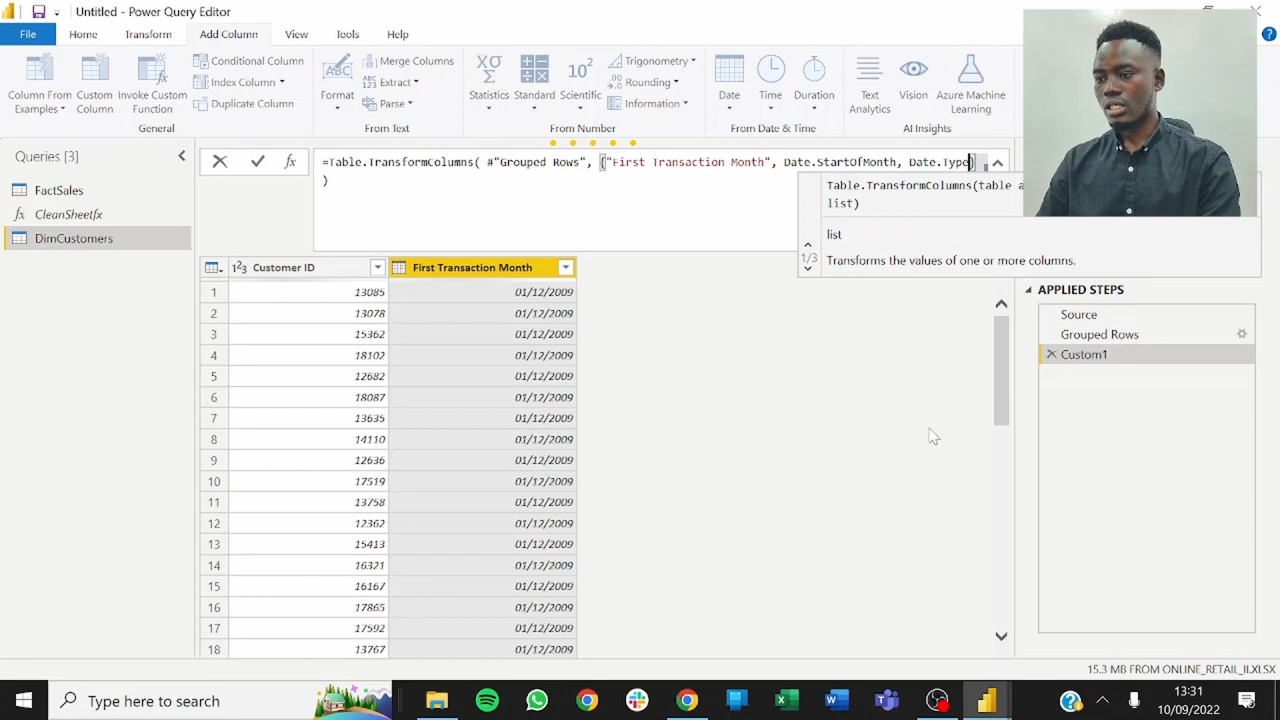 Untitled - Power Query Editor
File Home Transform Add Column View Tools Help
Column From Examples
Custom Column
Invoke Custom Function
Conditional Column
Index Column
Duplicate Column
General
Format
Merge Columns
Extract
Parse
From Text
Statistics
Standard
Scientific
Trigonometry
Rounding
Information
From Number
Date
Time
Duration
From Date & Time
Text Analytics
Vision
Azure Machine Learning
AI Insights
Queries [3]
FactSales
fx CleanSheetfx
DimCustomers
fx
=Table.TransformColumns( #"Grouped Rows", {"First Transaction Month", Date.StartOfMonth, Date.Type}
)
Table.TransformColumns(table a
list)
list
1/3
Transforms the values of one or more columns.
123 Customer ID First Transaction Month
1 13085 01/12/2009
2 13078 01/12/2009
3 15362 01/12/2009
4 18102 01/12/2009
5 12682 01/12/2009
6 18087 01/12/2009
7 13635 01/12/2009
8 14110 01/12/2009
9 12636 01/12/2009
10 17519 01/12/2009
11 13758 01/12/2009
12 12362 01/12/2009
13 15413 01/12/2009
14 16321 01/12/2009
15 16167 01/12/2009
16 17865 01/12/2009
17 17592 01/12/2009
18 13767 01/12/2009
APPLIED STEPS
Source
Grouped Rows
Custom1
15.3 MB FROM ONLINE_RETAIL_II.XLSX
Type here to search
13:31
10/09/2022